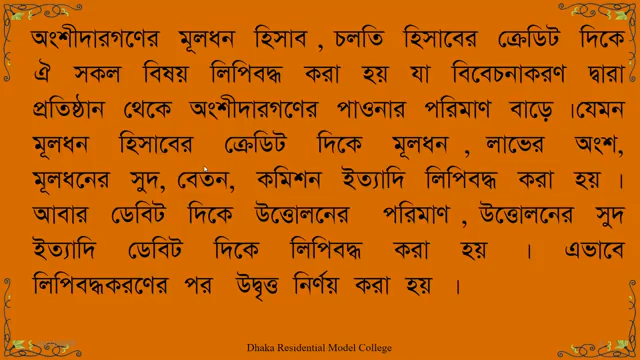 অংশীদারগণের মূলধন হিসাব , চলতি হিসাবের ক্রেডিট দিকে
ঐ সকল বিষয় লিপিবদ্ধ করা হয় যা বিবেচনাকরণ দ্বারা
প্রতিষ্ঠান থেকে অংশীদারগণের পাওনার পরিমাণ বাড়ে ।যেমন
মূলধন হিসাবের ক্রেডিট দিকে মূলধন , লাভের অংশ,
মূলধনের সুদ, বেতন, কমিশন ইত্যাদি লিপিবদ্ধ করা হয় ।
আবার ডেবিট দিকে উত্তোলনের পরিমাণ , উত্তোলনের সুদ
ইত্যাদি ডেবিট দিকে লিপিবদ্ধ করা হয় । এভাবে
লিপিবদ্ধকরণের পর উদ্বৃত্ত নির্ণয় করা হয় ।
Dhaka Residential Model College